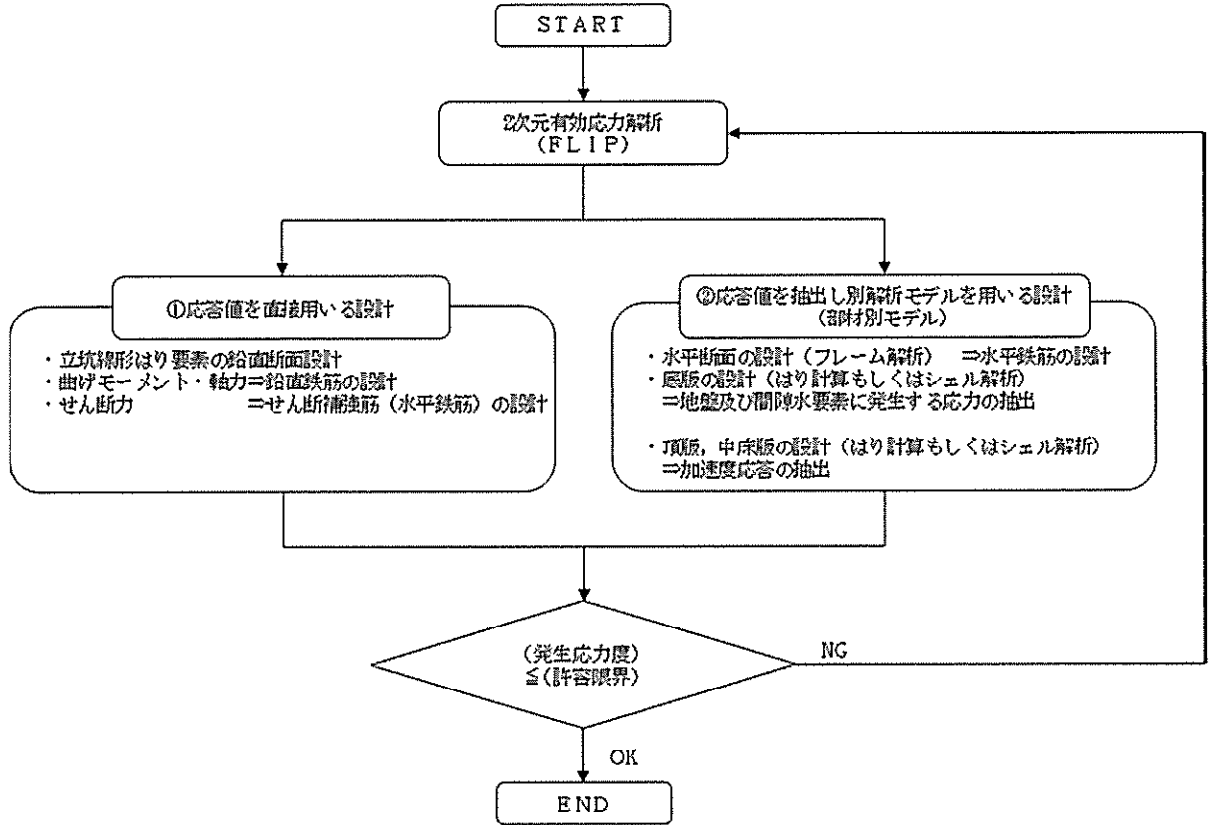 START
2次元有効応力解析
(FLIP)
①応答値を直接用いる設計
・立坑線形はり要素の鉛直断面設計
・曲げモーメント・軸力⇒鉛直鉄筋の設計
・せん断力　　　　　　⇒せん断補強筋（水平鉄筋）の設計
②応答値を抽出し別解析モデルを用いる設計
（部材別モデル）
・水平断面の設計（フレーム解析）　⇒水平鉄筋の設計
・底版の設計（はり計算もしくはシェル解析）
⇒地盤及び間隙水要素に発生する応力の抽出
・頂版，中床版の設計（はり計算もしくはシェル解析）
⇒加速度応答の抽出
(発生応力度)
≦(許容限界)
NG
OK
END